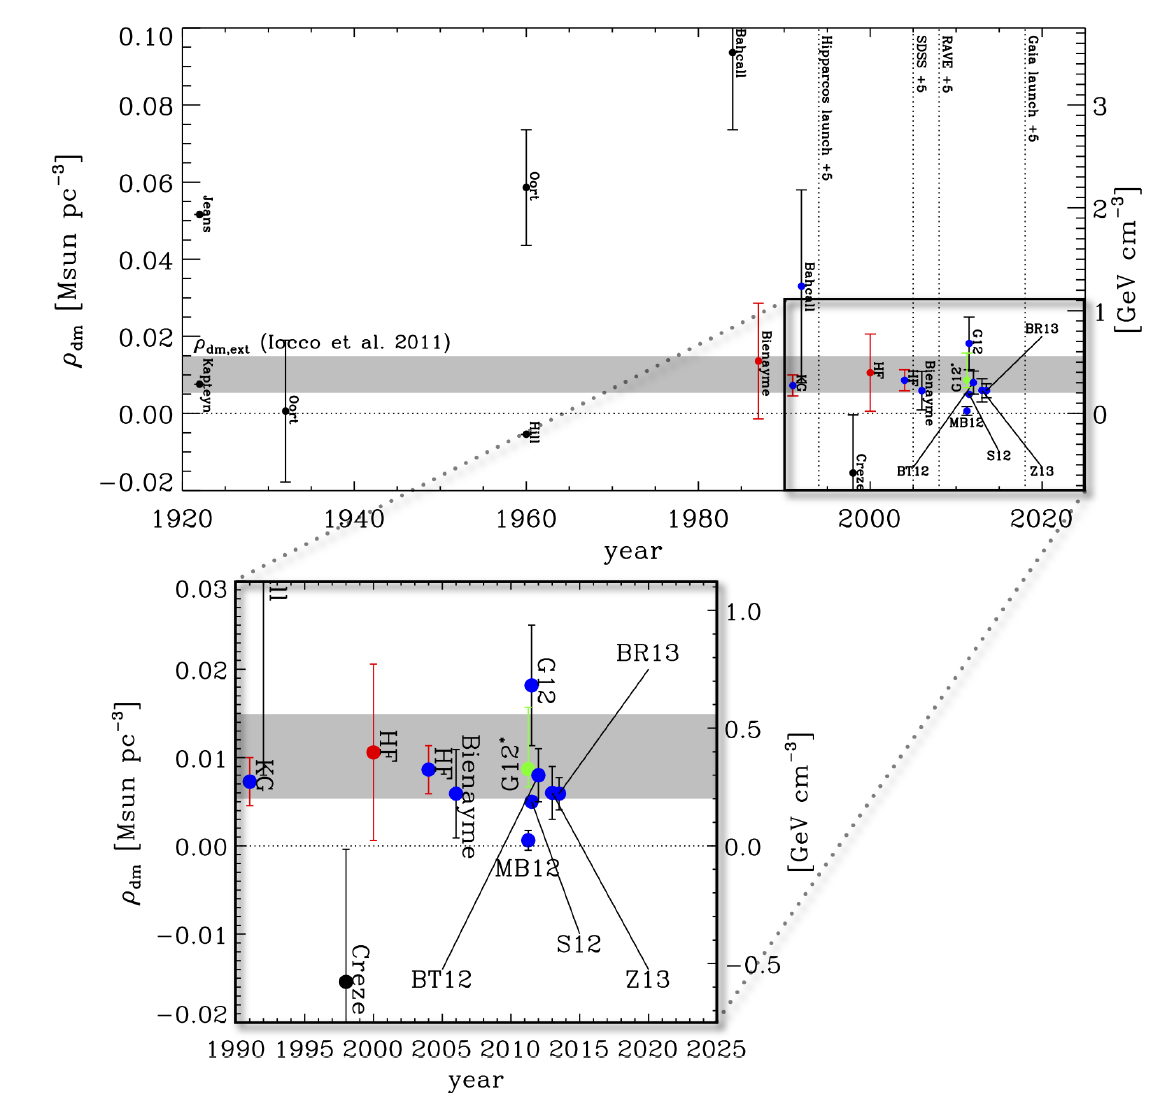 0.10
0.08
0.06
0.04
0.02
0.00
−0.02
ρdm [Msun pc−3]
3
2
1
0
[GeV cm−3]
1920
1940
1960
1980
2000
2020
year
Jeans
Kapteyn
ρdm,ext (Iocco et al. 2011)
Oort
Oort
Hill
Bahcall
Bienayme
Bahcall
KG
Hipparcos launch +5
SDSS +5
RAVE +5
Gaia launch +5
Creze
HF
HF
Bienayme
G12
G12*
BR13
MB12
BT12
S12
Z13
0.03
0.02
0.01
0.00
−0.01
−0.02
ρdm [Msun pc−3]
1.0
0.5
0.0
−0.5
[GeV cm−3]
ll
KG
HF
HF
Bienayme
G12
G12*
BR13
MB12
S12
BT12
Z13
Creze
1990
1995
2000
2005
2010
2015
2020
2025
year